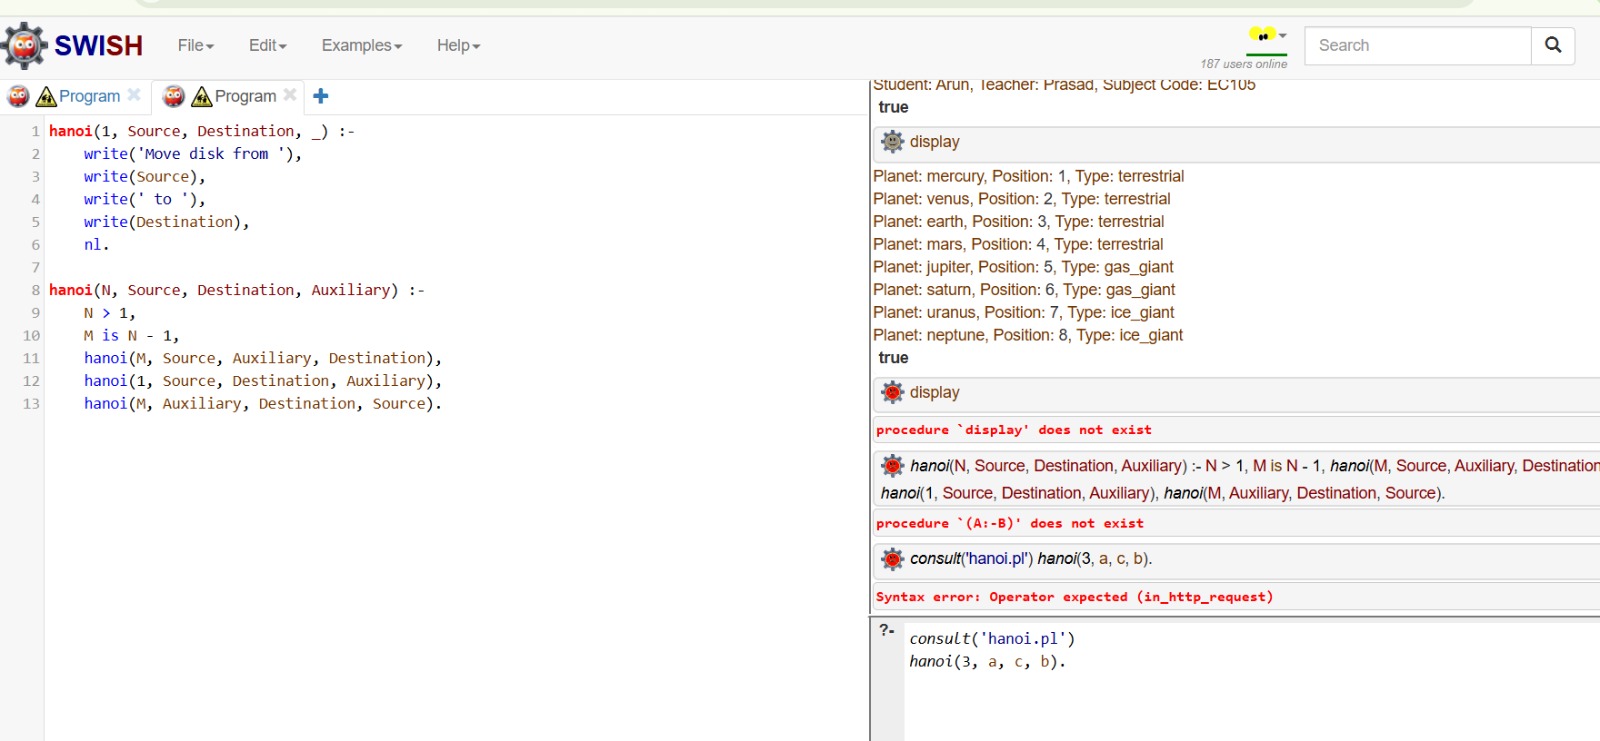 SWISH File Edit Examples Help
187 users online
Search
Program Program
1 hanoi(1, Source, Destination, _) :-
2 write('Move disk from '),
3 write(Source),
4 write(' to '),
5 write(Destination),
6 nl.
7
8 hanoi(N, Source, Destination, Auxiliary) :-
9 N > 1,
10 M is N - 1,
11 hanoi(M, Source, Auxiliary, Destination),
12 hanoi(1, Source, Destination, Auxiliary),
13 hanoi(M, Auxiliary, Destination, Source).
Student: Arun, Teacher: Prasad, Subject Code: EC105
true
display
Planet: mercury, Position: 1, Type: terrestrial
Planet: venus, Position: 2, Type: terrestrial
Planet: earth, Position: 3, Type: terrestrial
Planet: mars, Position: 4, Type: terrestrial
Planet: jupiter, Position: 5, Type: gas_giant
Planet: saturn, Position: 6, Type: gas_giant
Planet: uranus, Position: 7, Type: ice_giant
Planet: neptune, Position: 8, Type: ice_giant
true
display
procedure `display' does not exist
hanoi(N, Source, Destination, Auxiliary) :- N > 1, M is N - 1, hanoi(M, Source, Auxiliary, Destination
hanoi(1, Source, Destination, Auxiliary), hanoi(M, Auxiliary, Destination, Source).
procedure `(A:-B)' does not exist
consult('hanoi.pl') hanoi(3, a, c, b).
Syntax error: Operator expected (in_http_request)
?- consult('hanoi.pl')
hanoi(3, a, c, b).